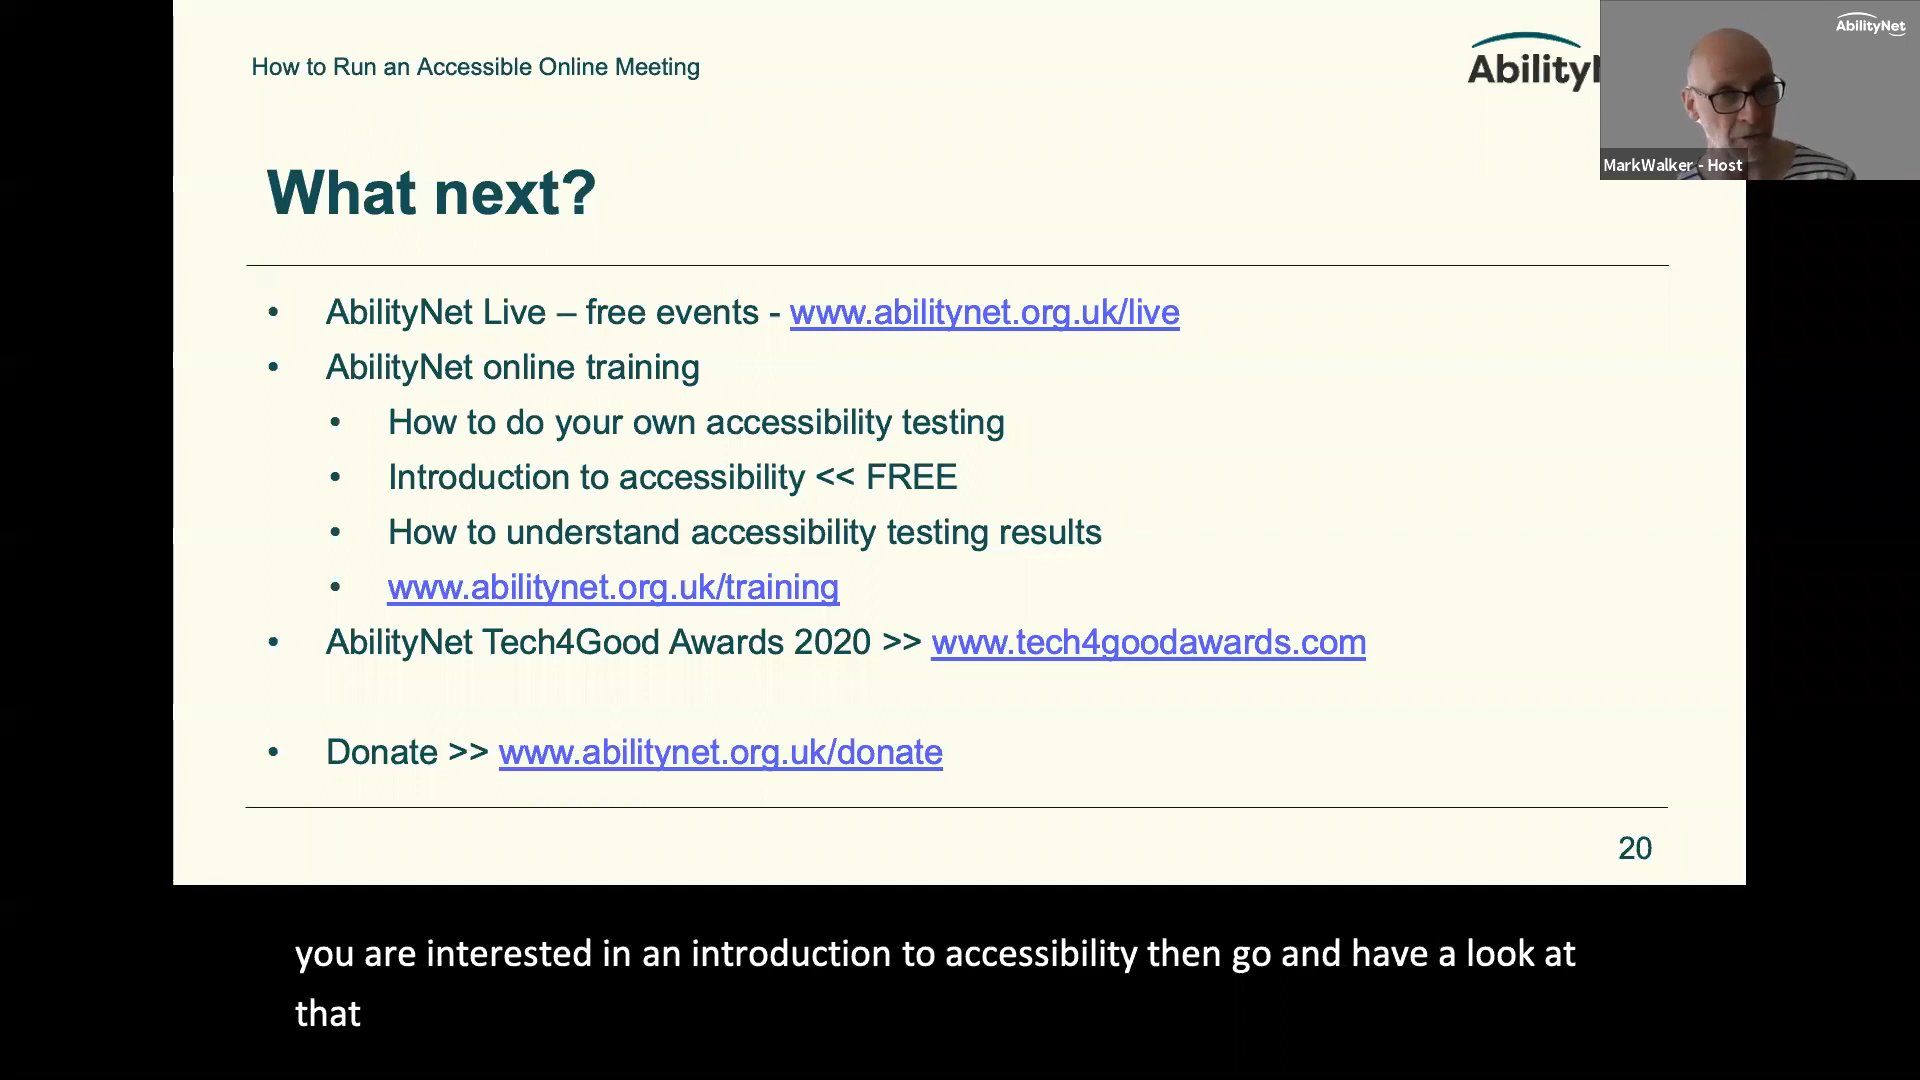 How to Run an Accessible Online Meeting
AbilityN
AbilityNet
MarkWalker - Host
What next?
• AbilityNet Live – free events - www.abilitynet.org.uk/live
• AbilityNet online training
• How to do your own accessibility testing
• Introduction to accessibility << FREE
• How to understand accessibility testing results
• www.abilitynet.org.uk/training
• AbilityNet Tech4Good Awards 2020 >> www.tech4goodawards.com
• Donate >> www.abilitynet.org.uk/donate
20
you are interested in an introduction to accessibility then go and have a look at
that